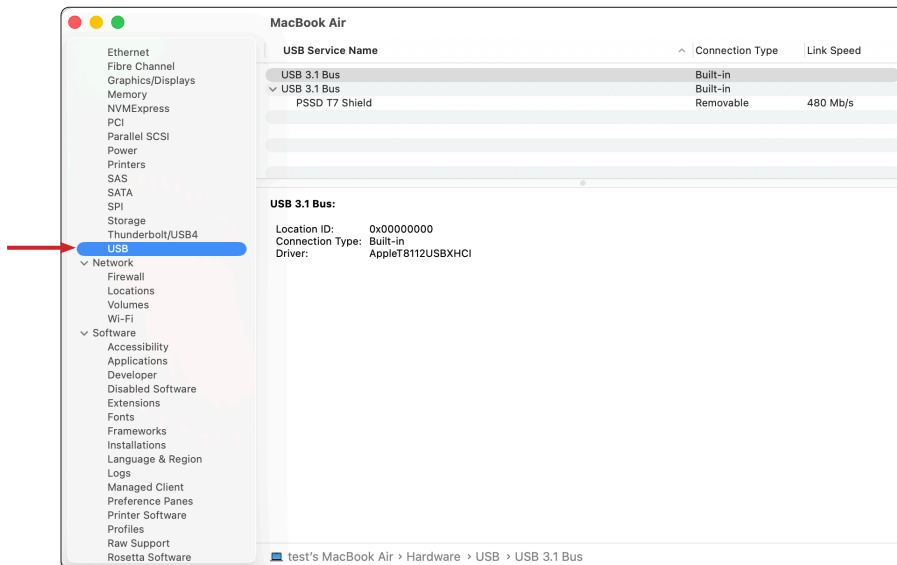 MacBook Air
Ethernet
Fibre Channel
Graphics/Displays
Memory
NVMExpress
PCI
Parallel SCSI
Power
Printers
SAS
SATA
SPI
Storage
Thunderbolt/USB4
USB
Network
Firewall
Locations
Volumes
Wi-Fi
Software
Accessibility
Applications
Developer
Disabled Software
Extensions
Fonts
Frameworks
Installations
Language & Region
Logs
Managed Client
Preference Panes
Printer Software
Profiles
Raw Support
Rosetta Software
USB Service Name Connection Type Link Speed
USB 3.1 Bus Built-in
USB 3.1 Bus Built-in
PSSD T7 Shield Removable 480 Mb/s
USB 3.1 Bus:
Location ID: 0x00000000
Connection Type: Built-in
Driver: AppleT8112USBXHCI
test's MacBook Air › Hardware › USB › USB 3.1 Bus